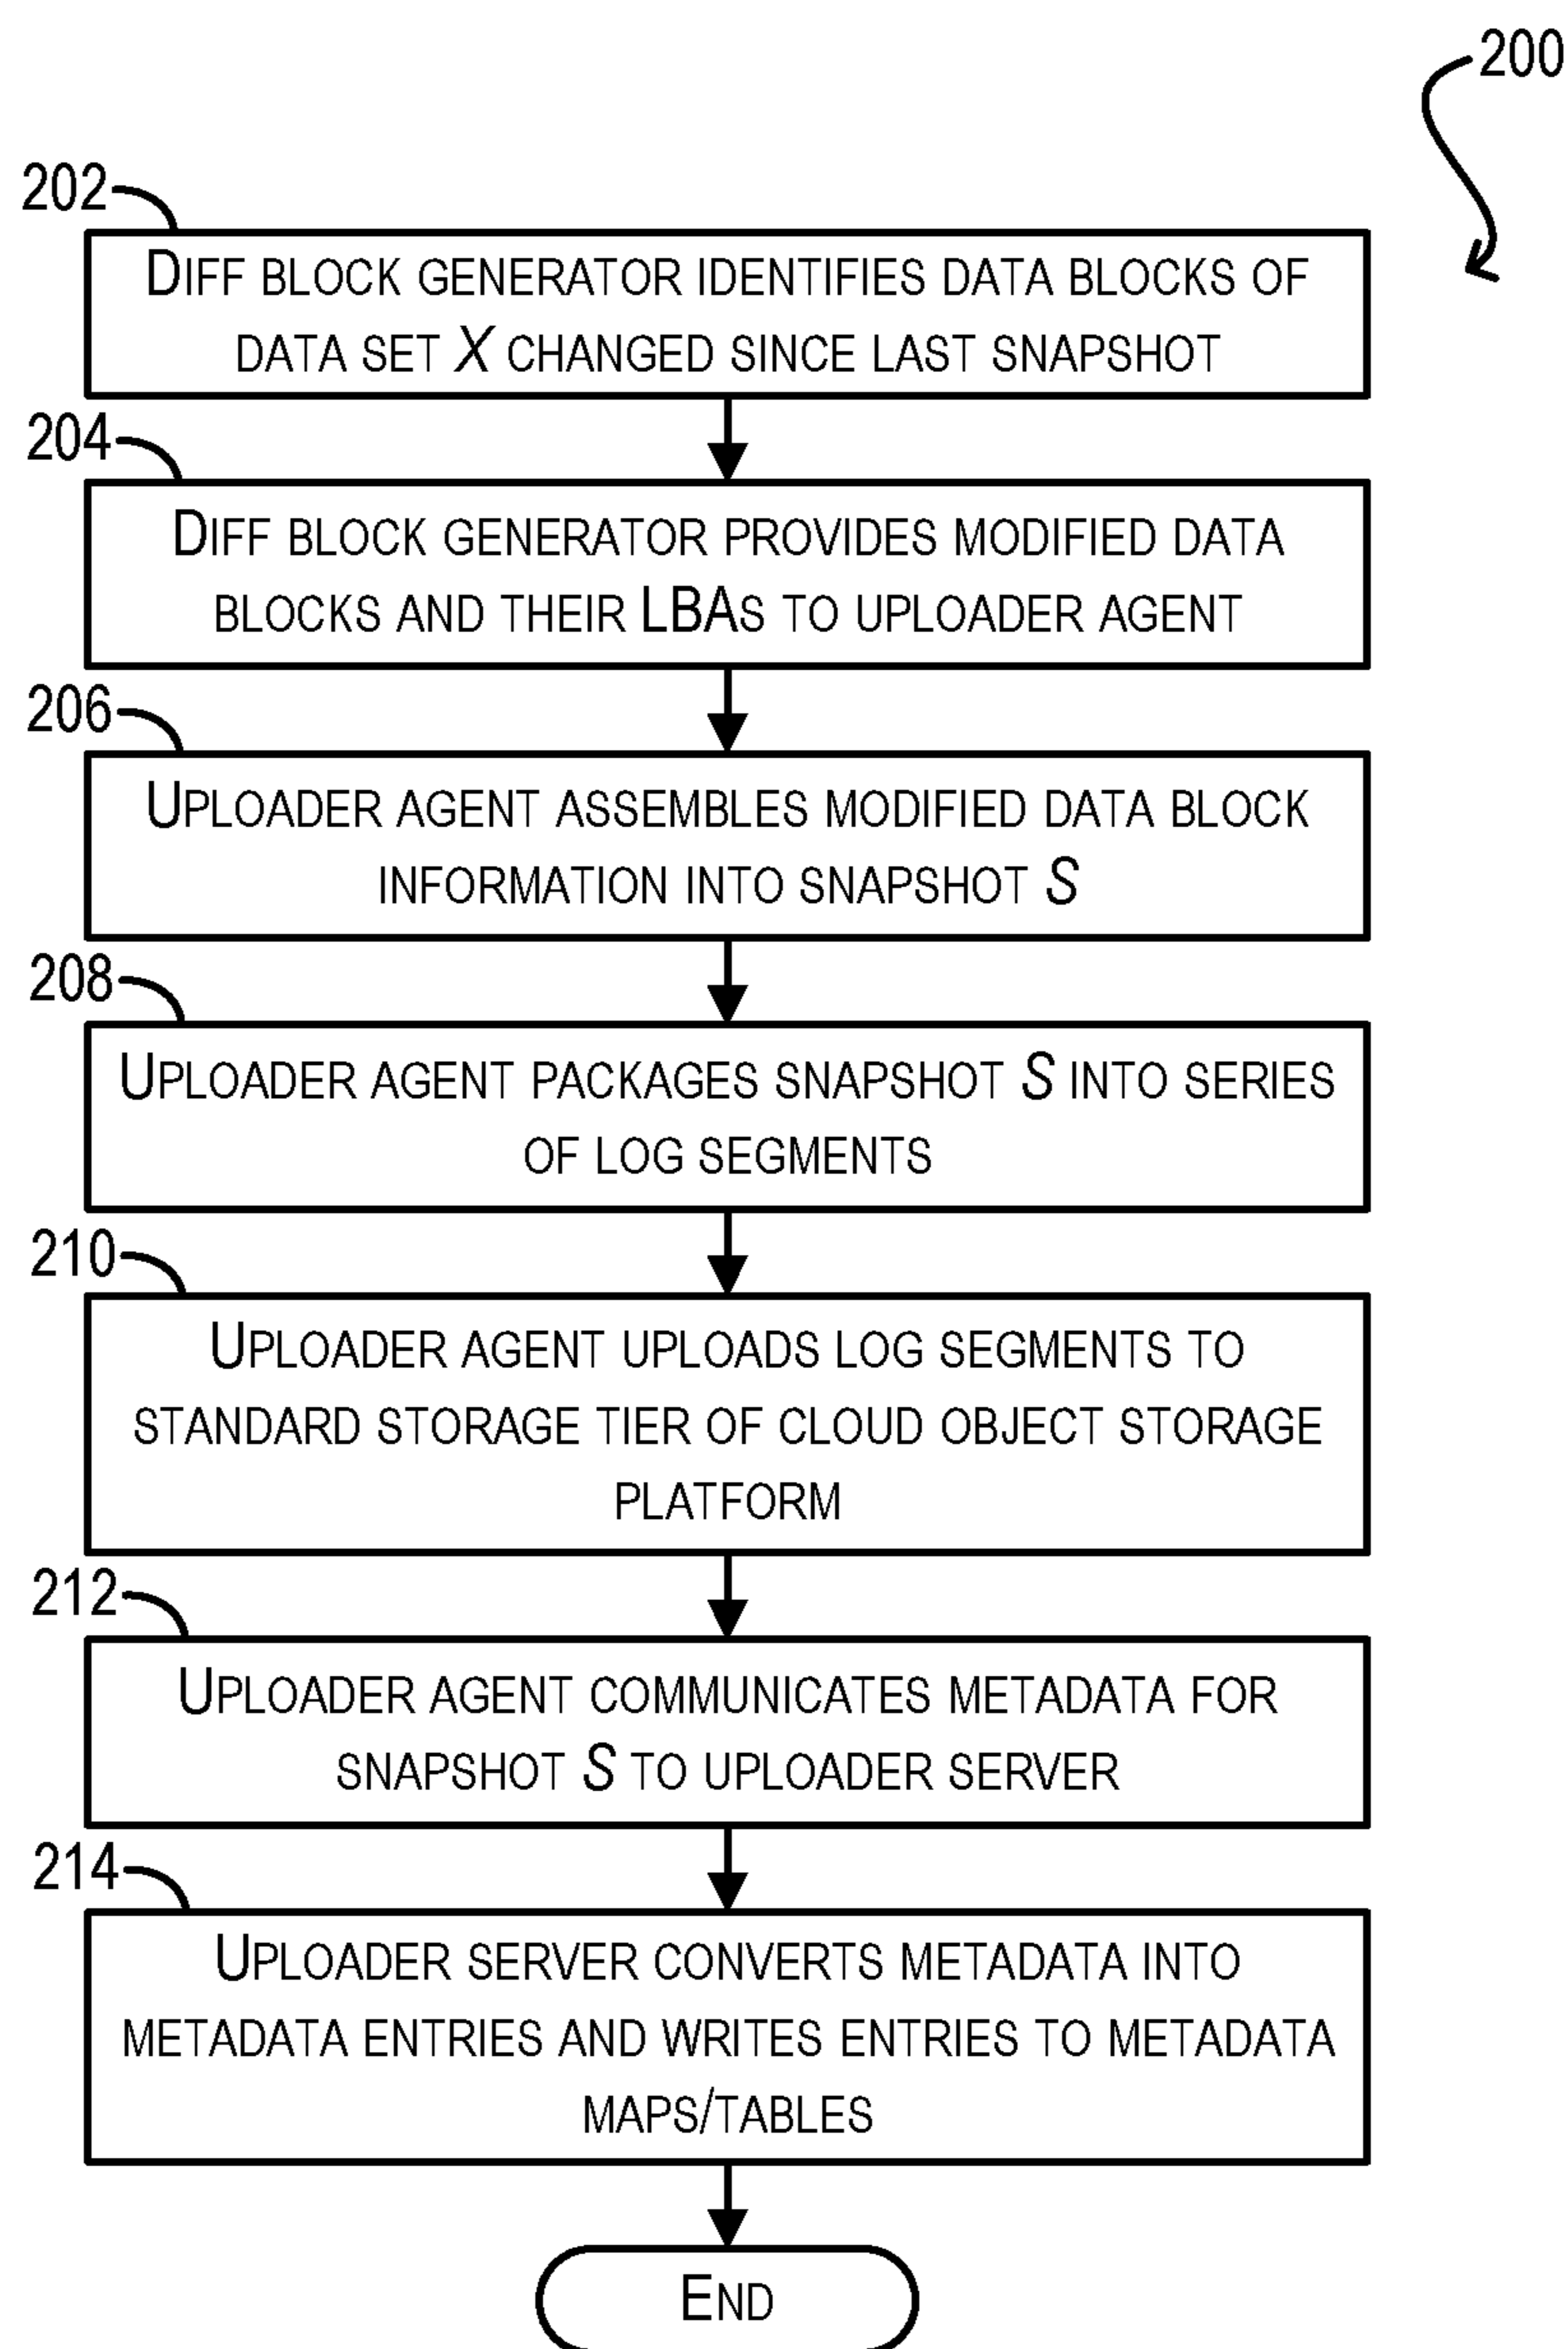 200
202
Diff block generator identifies data blocks of
data set X changed since last snapshot
204
Diff block generator provides modified data
blocks and their LBAs to uploader agent
206
Uploader agent assembles modified data block
information into snapshot S
208
Uploader agent packages snapshot S into series
of log segments
210
Uploader agent uploads log segments to
standard storage tier of cloud object storage
platform
212
Uploader agent communicates metadata for
snapshot S to uploader server
214
Uploader server converts metadata into
metadata entries and writes entries to metadata
maps/tables
End